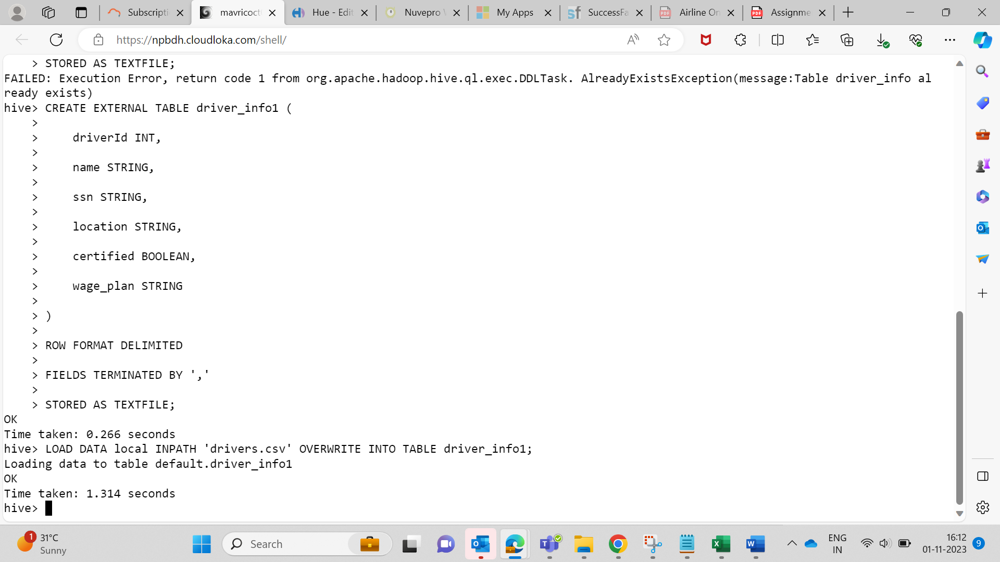 Subscripti
mavricoct
Hue - Edit
Nuvepro
My Apps
SuccessFa
Airline On
Assignme
https://npbdh.cloudloka.com/shell/
    > STORED AS TEXTFILE;
FAILED: Execution Error, return code 1 from org.apache.hadoop.hive.ql.exec.DDLTask. AlreadyExistsException(message:Table driver_info al
ready exists)
hive> CREATE EXTERNAL TABLE driver_info1 (
    >
    >     driverId INT,
    >
    >     name STRING,
    >
    >     ssn STRING,
    >
    >     location STRING,
    >
    >     certified BOOLEAN,
    >
    >     wage_plan STRING
    >
    > )
    >
    > ROW FORMAT DELIMITED
    >
    > FIELDS TERMINATED BY ','
    >
    > STORED AS TEXTFILE;
OK
Time taken: 0.266 seconds
hive> LOAD DATA local INPATH 'drivers.csv' OVERWRITE INTO TABLE driver_info1;
Loading data to table default.driver_info1
OK
Time taken: 1.314 seconds
hive>
1
31°C
Sunny
Search
ENG
IN
16:12
01-11-2023
9